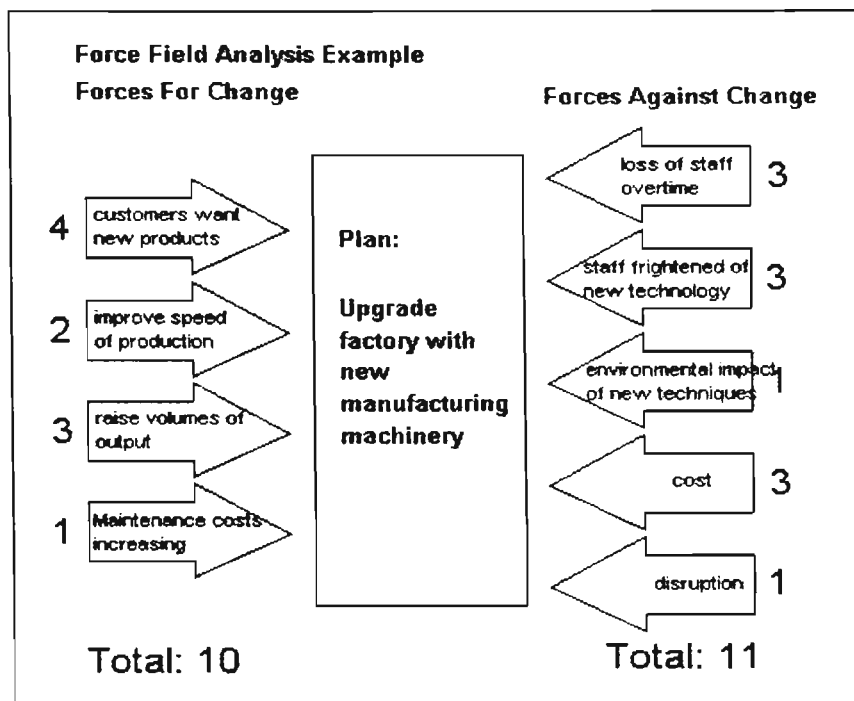 Force Field Analysis Example
Forces For Change
4
customers want
new products
2
improve speed
of production
3
raise volumes of
output
1
Maintenance costs
increasing
Total: 10
Plan:
Upgrade
factory with
new
manufacturing
machinery
Forces Against Change
loss of staff
overtime
3
staff frightened of
new technology
3
environmental impact
of new techniques
1
cost
3
disruption
1
Total: 11